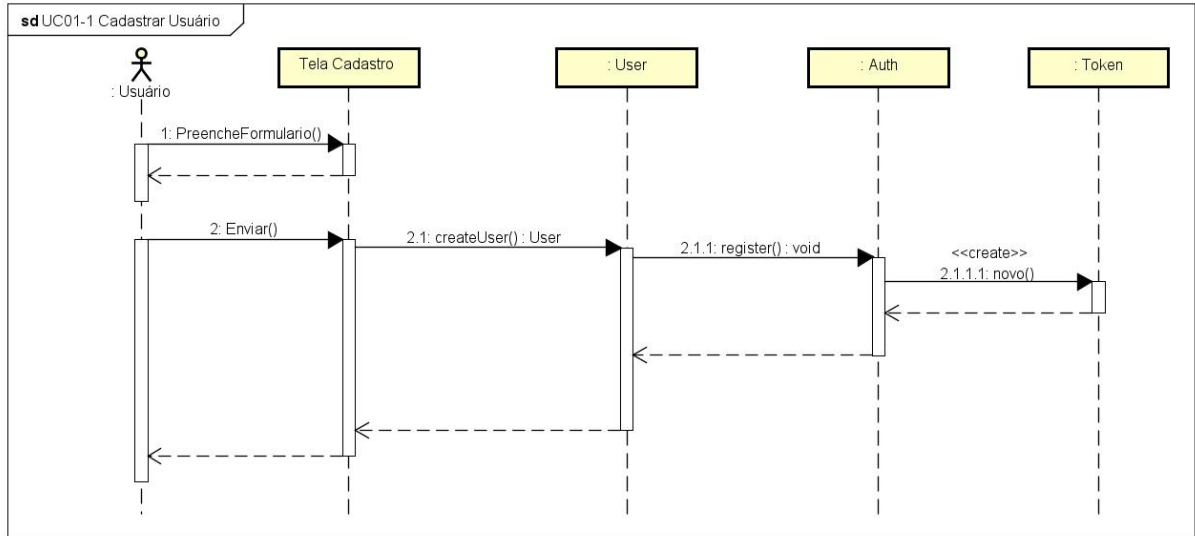 sd UC01-1 Cadastrar Usuário
: Usuário
Tela Cadastro
: User
: Auth
: Token
1: PreencheFormulario()
2: Enviar()
2.1: createUser() : User
2.1.1: register() : void
<<create>>
2.1.1.1: novo()